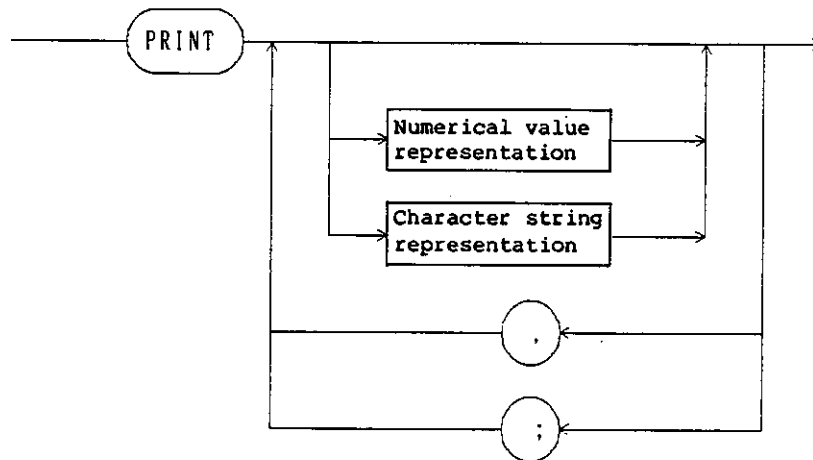 PRINT
Numerical value
representation
Character string
representation
,
;